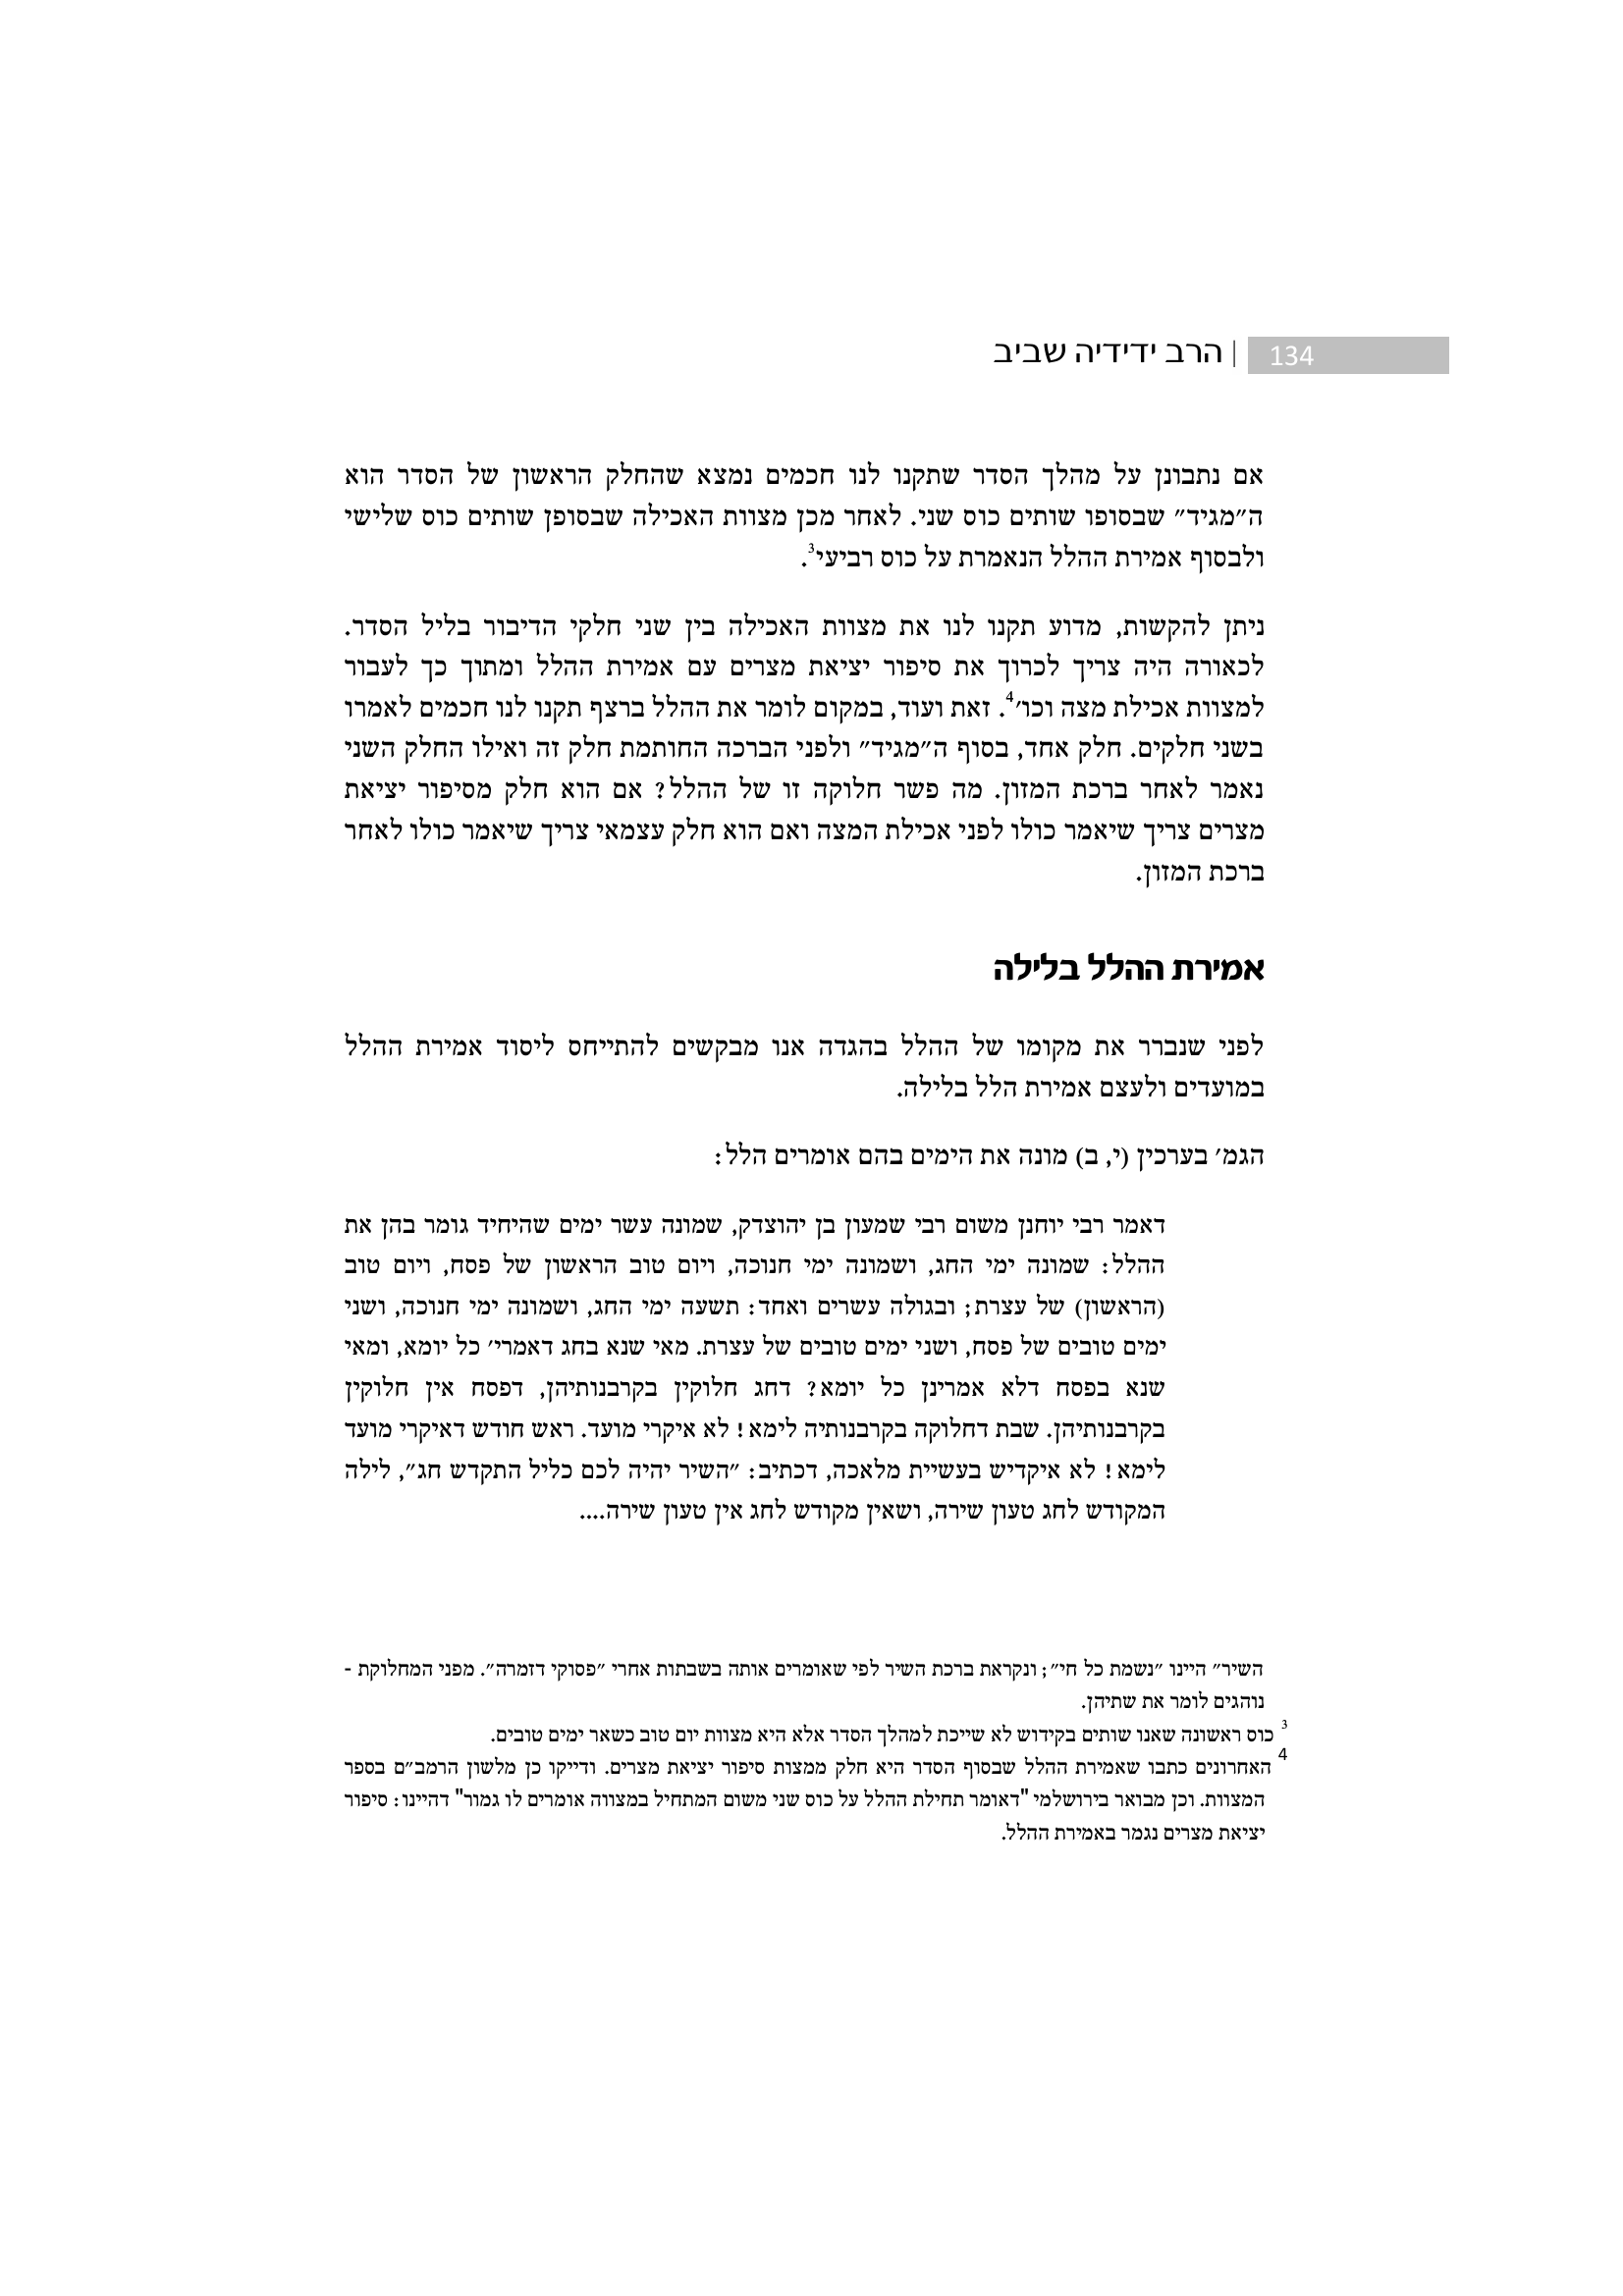 134 | הרב ידידיה שביב
אם נתבונן על מהלך הסדר שתקנו לנו חכמים נמצא שהחלק הראשון של הסדר הוא
ה״מגיד״ שבסופו שותים כוס שני. לאחר מכן מצוות האכילה שבסופן שותים כוס שלישי
ולבסוף אמירת ההלל הנאמרת על כוס רביעי3.
ניתן להקשות, מדוע תקנו לנו את מצוות האכילה בין שני חלקי הדיבור בליל הסדר.
לכאורה היה צריך לכרוך את סיפור יציאת מצרים עם אמירת ההלל ומתוך כך לעבור
למצוות אכילת מצה וכו׳4. זאת ועוד, במקום לומר את ההלל ברצף תקנו לנו חכמים לאמרו
בשני חלקים. חלק אחד, בסוף ה״מגיד״ ולפני הברכה החותמת חלק זה ואילו החלק השני
נאמר לאחר ברכת המזון. מה פשר חלוקה זו של ההלל? אם הוא חלק מסיפור יציאת
מצרים צריך שיאמר כולו לפני אכילת המצה ואם הוא חלק עצמאי צריך שיאמר כולו לאחר
ברכת המזון.
אמירת ההלל בלילה
לפני שנברר את מקומו של ההלל בהגדה אנו מבקשים להתייחס ליסוד אמירת ההלל
במועדים ולעצם אמירת הלל בלילה.
הגמ׳ בערכין (י, ב) מונה את הימים בהם אומרים הלל:
דאמר רבי יוחנן משום רבי שמעון בן יהוצדק, שמונה עשר ימים שהיחיד גומר בהן את
ההלל: שמונה ימי החג, ושמונה ימי חנוכה, ויום טוב הראשון של פסח, ויום טוב
(הראשון) של עצרת; ובגולה עשרים ואחד: תשעה ימי החג, ושמונה ימי חנוכה, ושני
ימים טובים של פסח, ושני ימים טובים של עצרת. מאי שנא בחג דאמרי׳ כל יומא, ומאי
שנא בפסח דלא אמרינן כל יומא? דחג חלוקין בקרבנותיהן, דפסח אין חלוקין
בקרבנותיהן. שבת דחלוקה בקרבנותיה לימא! לא איקרי מועד. ראש חודש דאיקרי מועד
לימא! לא איקדיש בעשיית מלאכה, דכתיב: ״השיר יהיה לכם כליל התקדש חג״, לילה
המקודש לחג טעון שירה, ושאין מקודש לחג אין טעון שירה....
השיר״ היינו ״נשמת כל חי״; ונקראת ברכת השיר לפי שאומרים אותה בשבתות אחרי ״פסוקי דזמרה״. מפני המחלוקת -
נוהגים לומר את שתיהן.
3 כוס ראשונה שאנו שותים בקידוש לא שייכת למהלך הסדר אלא היא מצוות יום טוב כשאר ימים טובים.
4 האחרונים כתבו שאמירת ההלל שבסוף הסדר היא חלק ממצות סיפור יציאת מצרים. ודייקו כן מלשון הרמב״ם בספר
המצוות. וכן מבואר בירושלמי "דאומר תחילת ההלל על כוס שני משום המתחיל במצווה אומרים לו גמור" דהיינו: סיפור
יציאת מצרים נגמר באמירת ההלל.